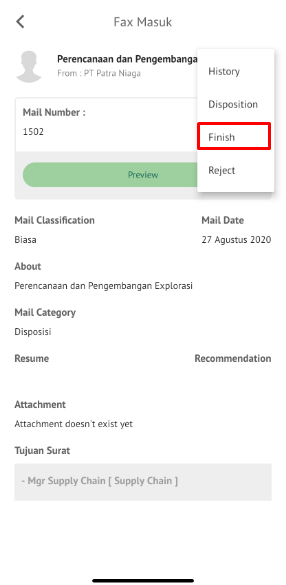 Fax Masuk
Perencanaan dan Pengembanga
From : PT Patra Niaga
History
Disposition
Finish
Reject
Mail Number :
1502
Preview
Mail Classification
Mail Date
Biasa
27 Agustus 2020
About
Perencanaan dan Pengembangan Explorasi
Mail Category
Disposisi
Resume
Recommendation
Attachment
Attachment doesn't exist yet
Tujuan Surat
- Mgr Supply Chain [ Supply Chain ]